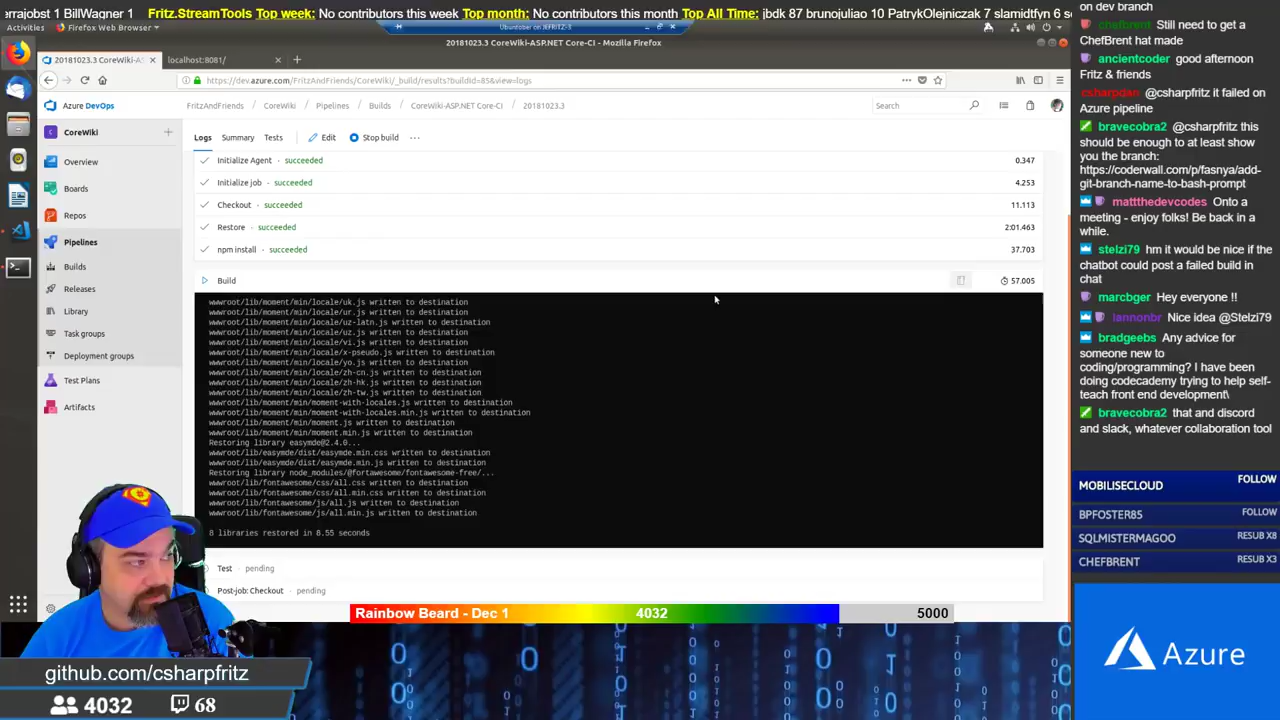 errajobst 1 BillWagner 1 Fritz.StreamTools Top week: No contributors this week Top month: No contributors this month Top All Time: jbdk 87 brunojuliao 10 PatrykOlejniczak 7 slamidtfyn 6 s
Activities
Firefox Web Browser
Ubuntubei on JEFRITZ-3
20181023.3 CoreWiki-ASP.NET Core-CI - Mozilla Firefox
20181023.3 CoreWiki-ASP
localhost:8081/
https://dev.azure.com/FritzAndFriends/CoreWiki/_build/results?buildId=85&view=logs
Azure DevOps
FritzAndFriends / CoreWiki / Pipelines / Builds / CoreWiki-ASP.NET Core-CI / 20181023.3
Search
C CoreWiki
Overview
Boards
Repos
Pipelines
Builds
Releases
Library
Task groups
Deployment groups
Test Plans
Artifacts
Logs Summary Tests Edit Stop build
Initialize Agent · succeeded 0.347
Initialize job · succeeded 4.253
Checkout · succeeded 11.113
Restore · succeeded 2:01.463
npm install · succeeded 37.703
Build 57.005
wwwroot/lib/moment/min/locale/uk.js written to destination
wwwroot/lib/moment/min/locale/ur.js written to destination
wwwroot/lib/moment/min/locale/uz-latn.js written to destination
wwwroot/lib/moment/min/locale/uz.js written to destination
wwwroot/lib/moment/min/locale/vi.js written to destination
wwwroot/lib/moment/min/locale/x-pseudo.js written to destination
wwwroot/lib/moment/min/locale/yo.js written to destination
wwwroot/lib/moment/min/locale/zh-cn.js written to destination
wwwroot/lib/moment/min/locale/zh-hk.js written to destination
wwwroot/lib/moment/min/locale/zh-tw.js written to destination
wwwroot/lib/moment/min/moment-with-locales.js written to destination
wwwroot/lib/moment/min/moment-with-locales.min.js written to destination
wwwroot/lib/moment/min/moment.js written to destination
wwwroot/lib/moment/min/moment.min.js written to destination
Restoring library easymde@2.4.0...
wwwroot/lib/easymde/dist/easymde.min.css written to destination
wwwroot/lib/easymde/dist/easymde.min.js written to destination
Restoring library node_modules/@fortawesome/fontawesome-free/...
wwwroot/lib/fontawesome/css/all.css written to destination
wwwroot/lib/fontawesome/css/all.min.css written to destination
wwwroot/lib/fontawesome/js/all.js written to destination
wwwroot/lib/fontawesome/js/all.min.js written to destination
8 libraries restored in 8.55 seconds
Test · pending
Post-job: Checkout · pending
Rainbow Beard - Dec 1 4032 5000
github.com/csharpfritz
4032 68
on dev branch
chefbrent Still need to get a
ChefBrent hat made
ancientcoder good afternoon
Fritz & friends
csharpdan @csharpfritz it failed on
Azure pipeline
bravecobra2 @csharpfritz this
should be enough to at least show
you the branch:
https://coderwall.com/p/fasnya/add-
git-branch-name-to-bash-prompt
mattthedevcodes Onto a
meeting - enjoy folks! Be back in a
while.
stelzi79 hm it would be nice if the
chatbot could post a failed build in
chat
marcbger Hey everyone !!
lannonbr Nice idea @Stelzi79
bradgeebs Any advice for
someone new to
coding/programming? I have been
doing codecademy trying to help self-
teach front end development\
bravecobra2 that and discord
and slack, whatever collaboration tool
MOBILISECLOUD FOLLOW
BPFOSTER85 FOLLOW
SQLMISTERMAGOO RESUB X8
CHEFBRENT RESUB X3
Azure